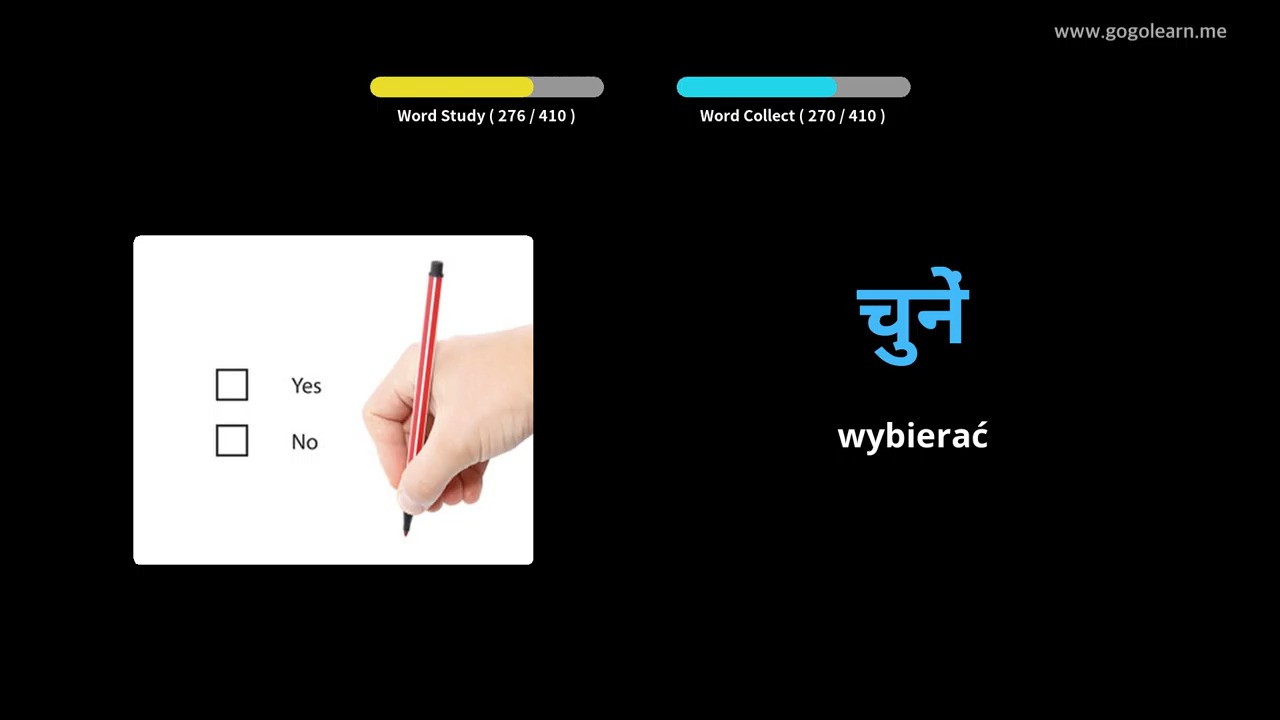 www.gogolearn.me
Word Study ( 276 / 410 )
Word Collect ( 270 / 410 )
Yes
No
चुनें
wybierać